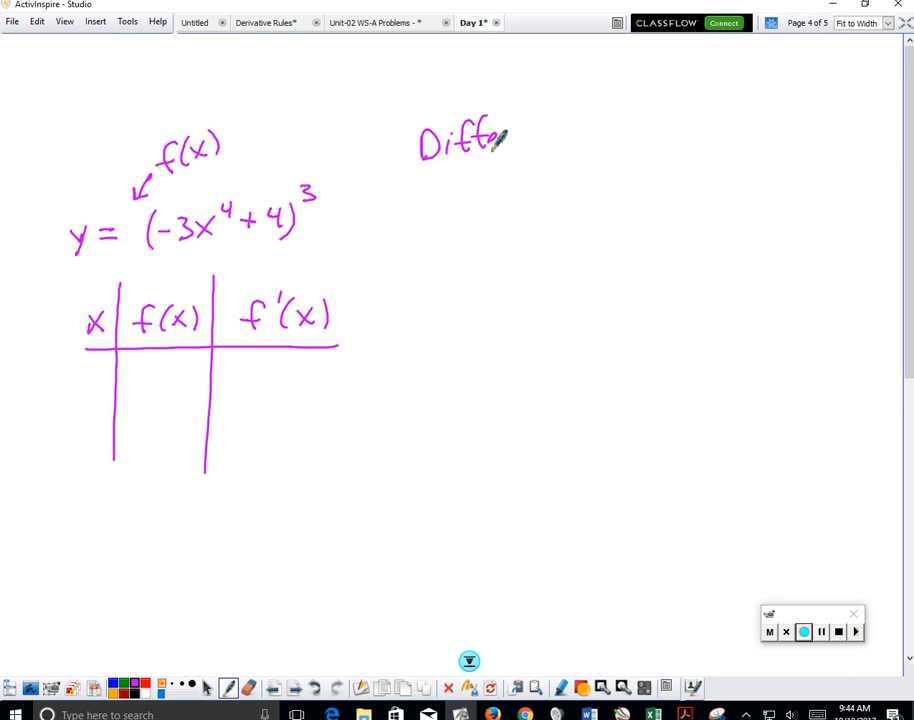 ActivInspire - Studio
File Edit View Insert Tools Help
Untitled Derivative Rules* Unit-02 WS-A Problems - * Day 1*
CLASSFLOW Connect
Page 4 of 5 Fit to Width
f(x)
Diffe
y = (-3x⁴ + 4)³
x f(x) f'(x)
M
Type here to search
9:44 AM